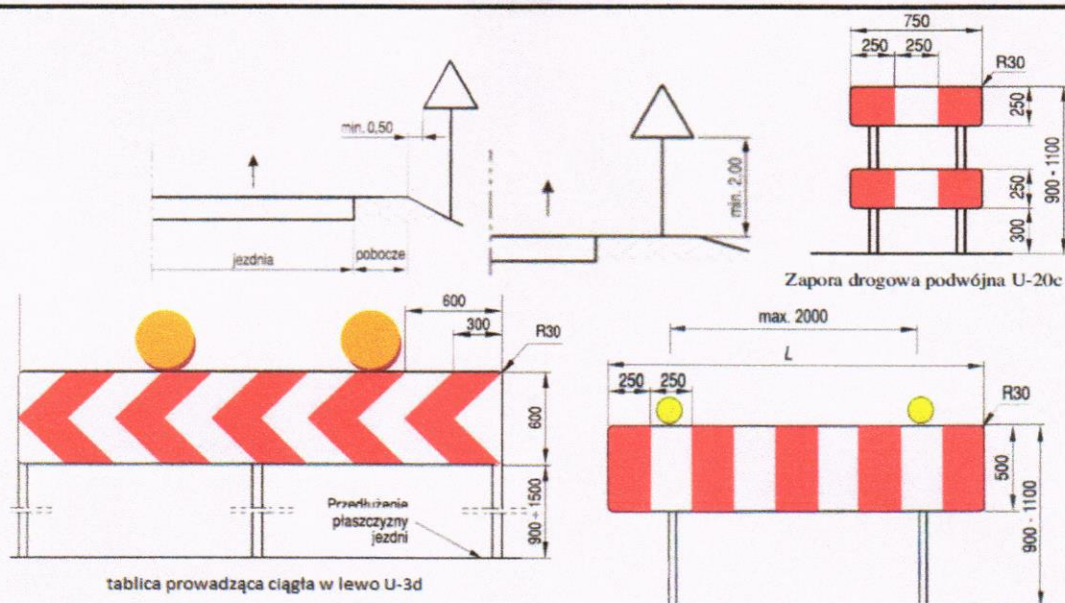 750
250 250
R30
250
250
300
900 - 1100
Zapora drogowa podwójna U-20c
min. 0,50
jezdnia
pobocze
min. 2,00
600
300
R30
600
900 ÷ 1500
Przedłużenie
płaszczyzny
jezdni
tablica prowadząca ciągła w lewo U-3d
max. 2000
L
250 250
R30
500
900 - 1100